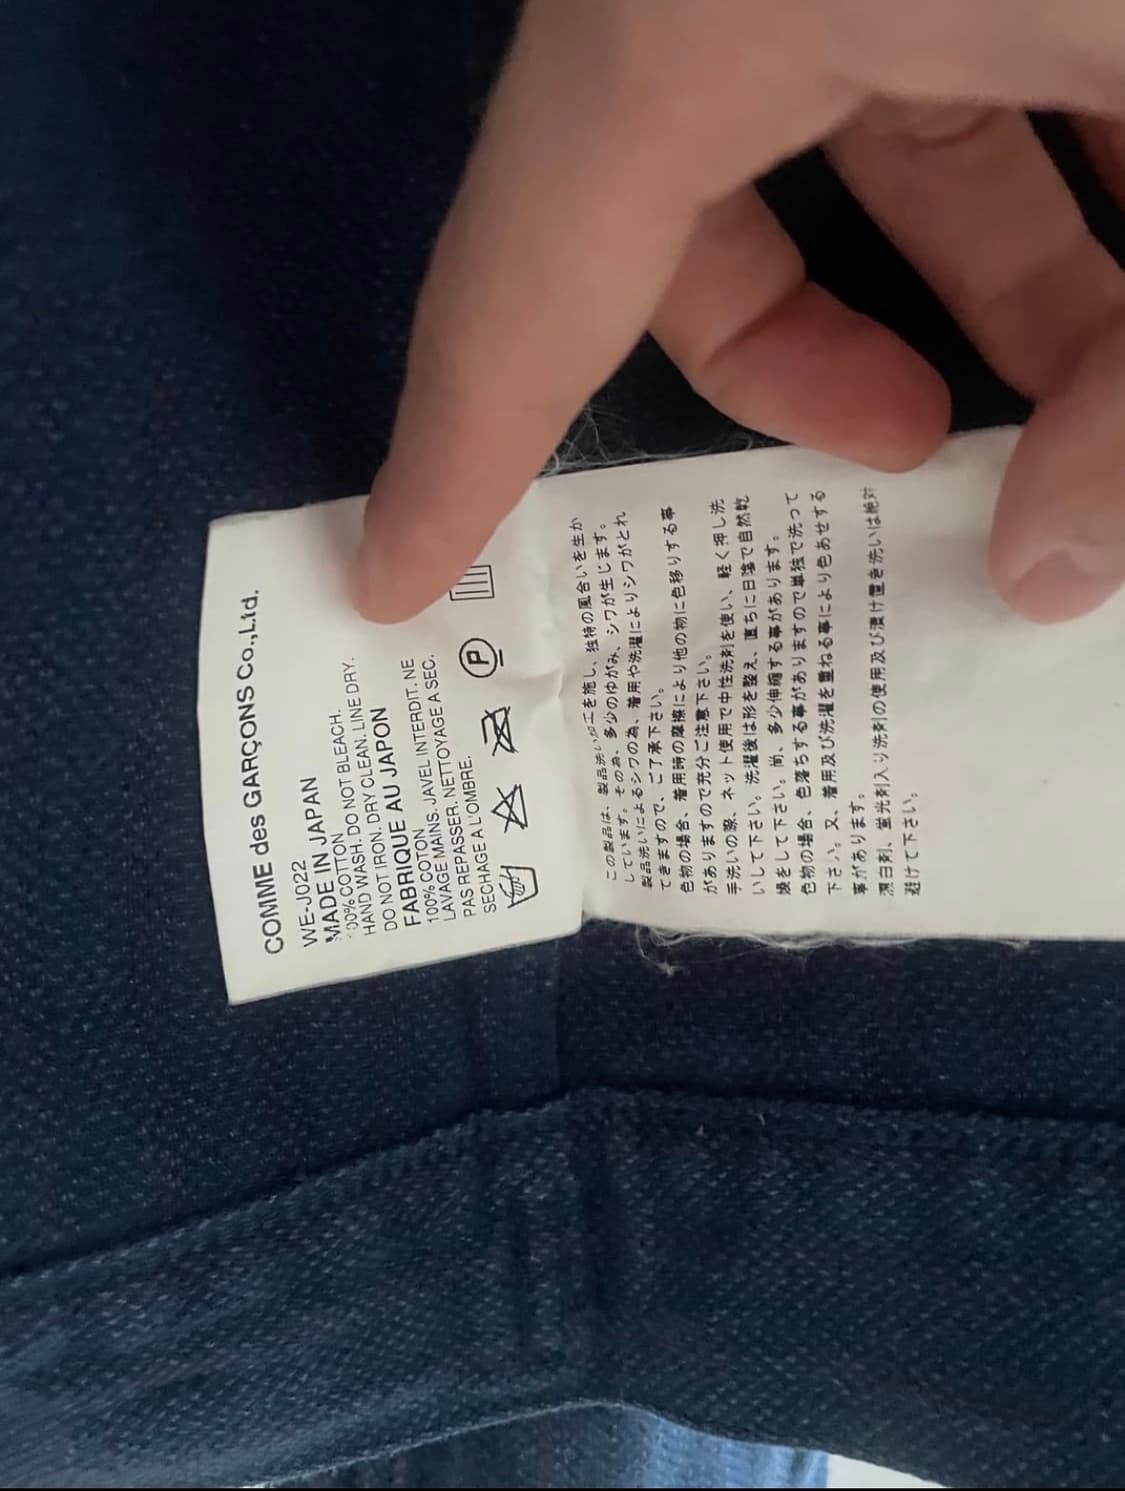 COMME des GARÇONS Co.,Ltd.
WE-J022
MADE IN JAPAN
100% COTTON
HAND WASH. DO NOT BLEACH.
DO NOT IRON. DRY CLEAN. LINE DRY.
FABRIQUE AU JAPON
100% COTON
LAVAGE MAINS. JAVEL INTERDIT. NE
PAS REPASSER. NETTOYAGE A SEC.
SECHAGE A L'OMBRE.
P
この製品は、製品洗い加工を施し、独特の風合いを生か
しています。その為、多少のゆがみ、シワが生じます。
製品洗いによるシワの為、着用や洗濯によりシワがとれ
てきますので、ご了承下さい。
色物の場合、着用時の摩擦により他の物に色移りする事
がありますので充分ご注意下さい。
手洗いの際、ネット使用で中性洗剤を使い、軽く押し洗
いして下さい。洗濯後は形を整え、直ちに日陰で自然乾
燥をして下さい。尚、多少伸縮する事があります。
色物の場合、色落ちする事がありますので単独で洗って
下さい。又、着用及び洗濯を重ねる事により色あせする
事があります。
漂白剤、蛍光剤入り洗剤の使用及び漬け置き洗いは絶対
避けて下さい。